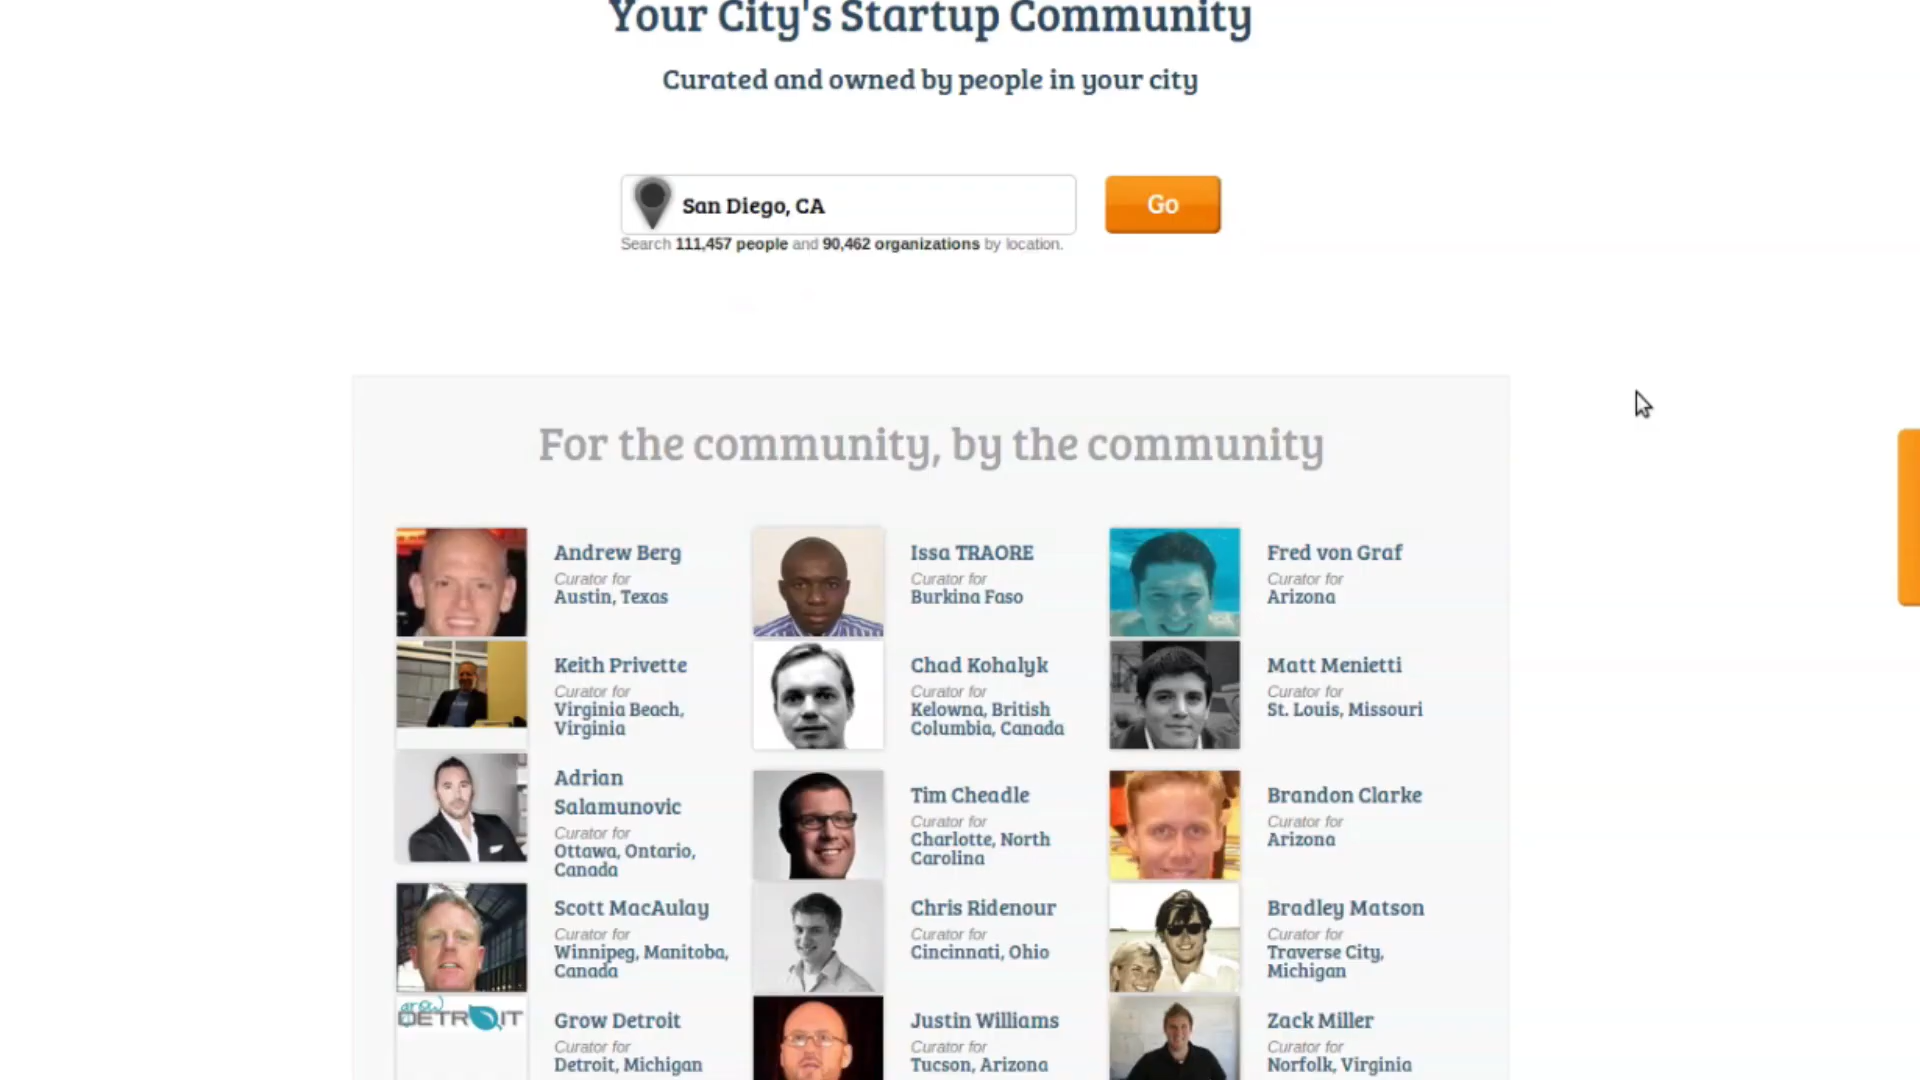 Your City's Startup Community
Curated and owned by people in your city
San Diego, CA
Go
Search 111,457 people and 90,462 organizations by location.
For the community, by the community
Andrew Berg
Curator for
Austin, Texas
Issa TRAORE
Curator for
Burkina Faso
Fred von Graf
Curator for
Arizona
Keith Privette
Curator for
Virginia Beach,
Virginia
Chad Kohalyk
Curator for
Kelowna, British
Columbia, Canada
Matt Menietti
Curator for
St. Louis, Missouri
Adrian
Salamunovic
Curator for
Ottawa, Ontario,
Canada
Tim Cheadle
Curator for
Charlotte, North
Carolina
Brandon Clarke
Curator for
Arizona
Scott MacAulay
Curator for
Winnipeg, Manitoba,
Canada
Chris Ridenour
Curator for
Cincinnati, Ohio
Bradley Matson
Curator for
Traverse City,
Michigan
grow
DETROIT
Grow Detroit
Curator for
Detroit, Michigan
Justin Williams
Curator for
Tucson, Arizona
Zack Miller
Curator for
Norfolk, Virginia